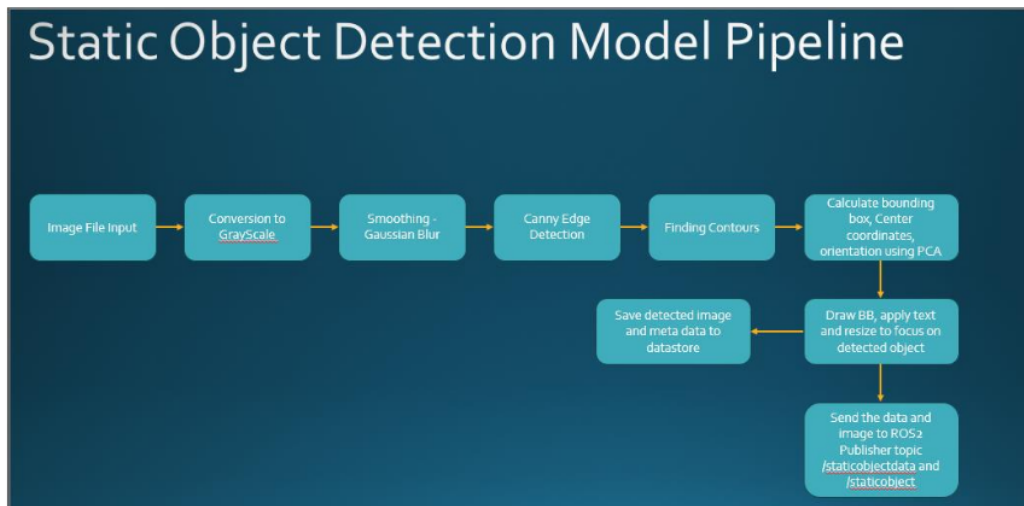 Static Object Detection Model Pipeline
Image File Input
Conversion to
GrayScale
Smoothing -
Gaussian Blur
Canny Edge
Detection
Finding Contours
Calculate bounding
box, Center
coordinates,
orientation using PCA
Save detected image
and meta data to
datastore
Draw BB, apply text
and resize to focus on
detected object
Send the data and
image to ROS2
Publisher topic
/staticobjectdata and
/staticobject